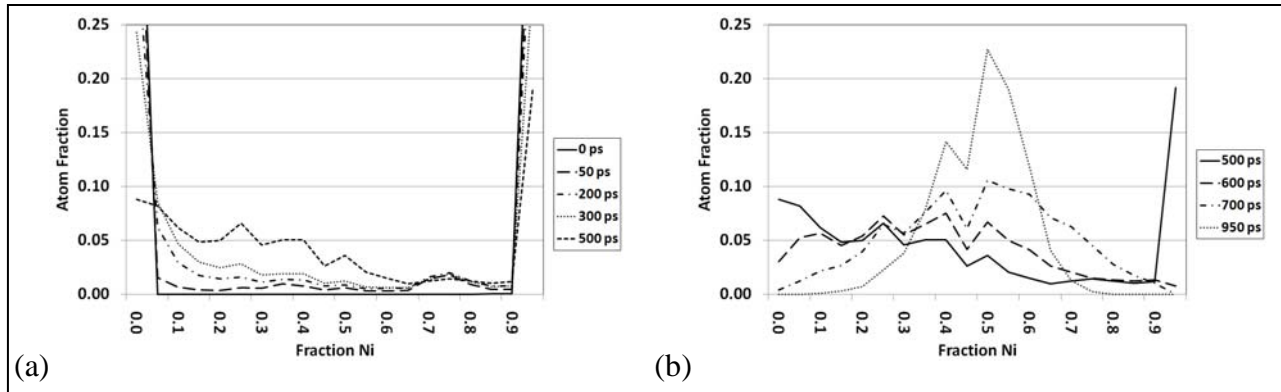 0.25
0.20
0.15
0.10
0.05
0.00
Atom Fraction
0.0
0.1
0.2
0.3
0.4
0.5
0.6
0.7
0.8
0.9
Fraction Ni
0 ps
50 ps
200 ps
300 ps
500 ps
(a)
0.25
0.20
0.15
0.10
0.05
0.00
Atom Fraction
0.0
0.1
0.2
0.3
0.4
0.5
0.6
0.7
0.8
0.9
Fraction Ni
500 ps
600 ps
700 ps
950 ps
(b)